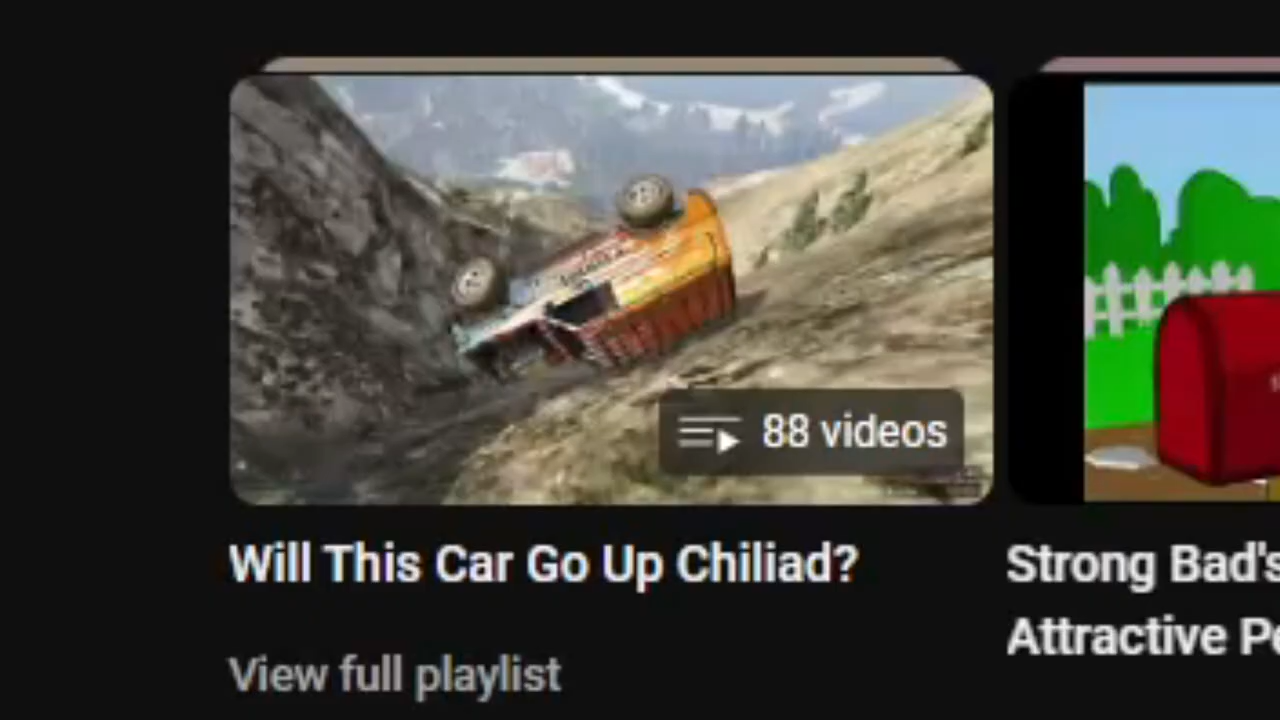 88 videos
Will This Car Go Up Chiliad?
View full playlist
Strong Bad's
Attractive